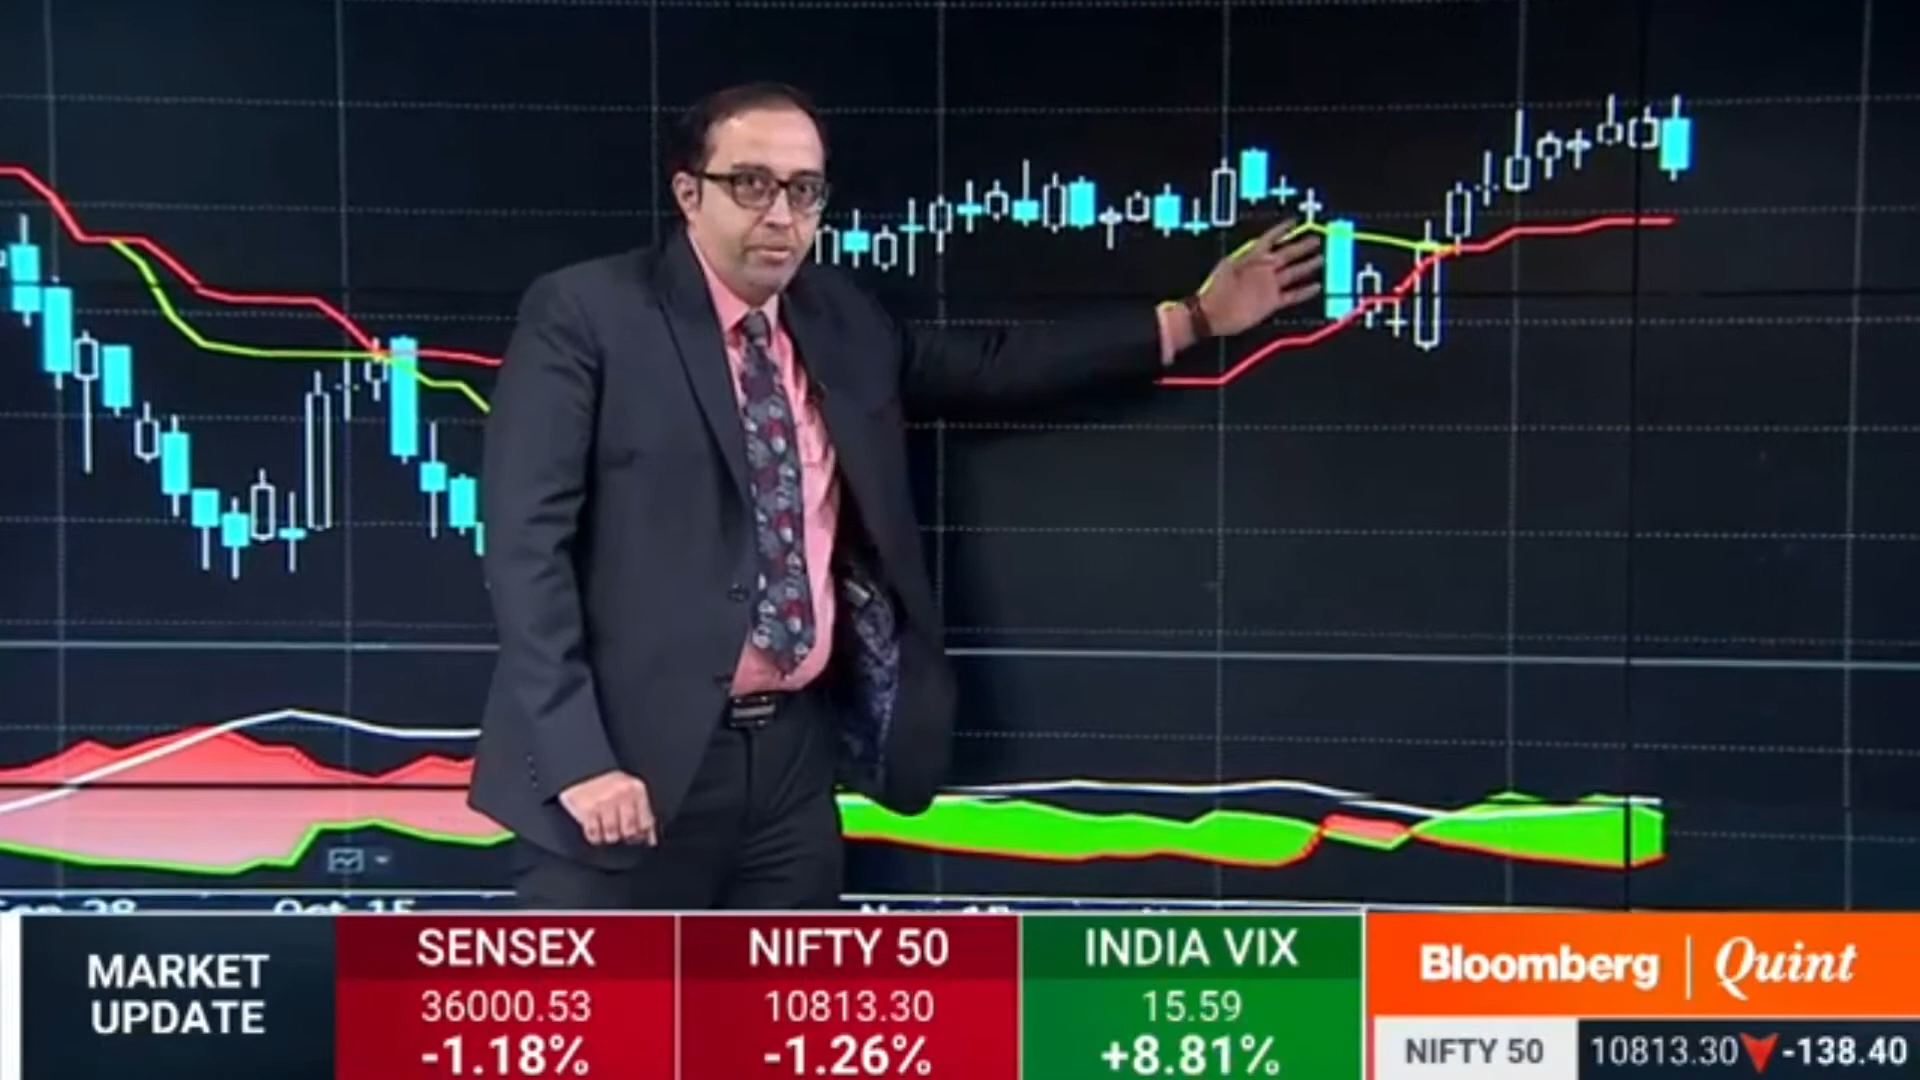 MARKET
UPDATE
SENSEX
36000.53
-1.18%
NIFTY 50
10813.30
-1.26%
INDIA VIX
15.59
+8.81%
Bloomberg | Quint
NIFTY 50 10813.30 -138.40